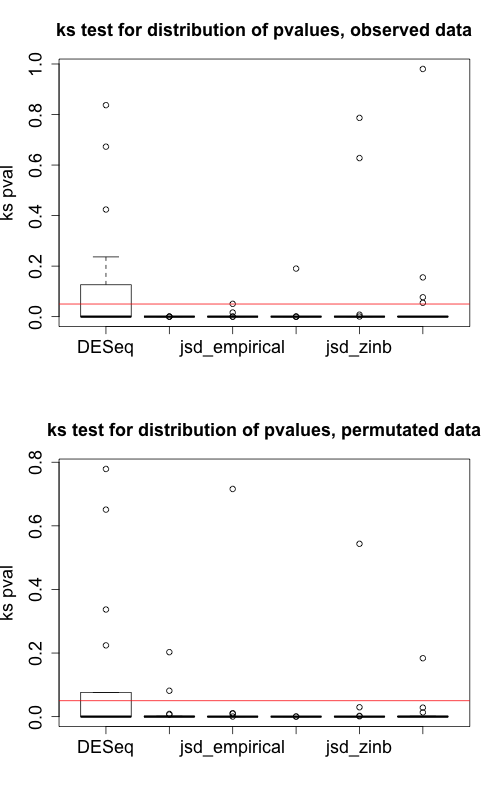 ks test for distribution of pvalues, observed data
ks pval
1.0
0.8
0.6
0.4
0.2
0.0
DESeq jsd_empirical jsd_zinb
ks test for distribution of pvalues, permutated data
ks pval
0.8
0.6
0.4
0.2
0.0
DESeq jsd_empirical jsd_zinb